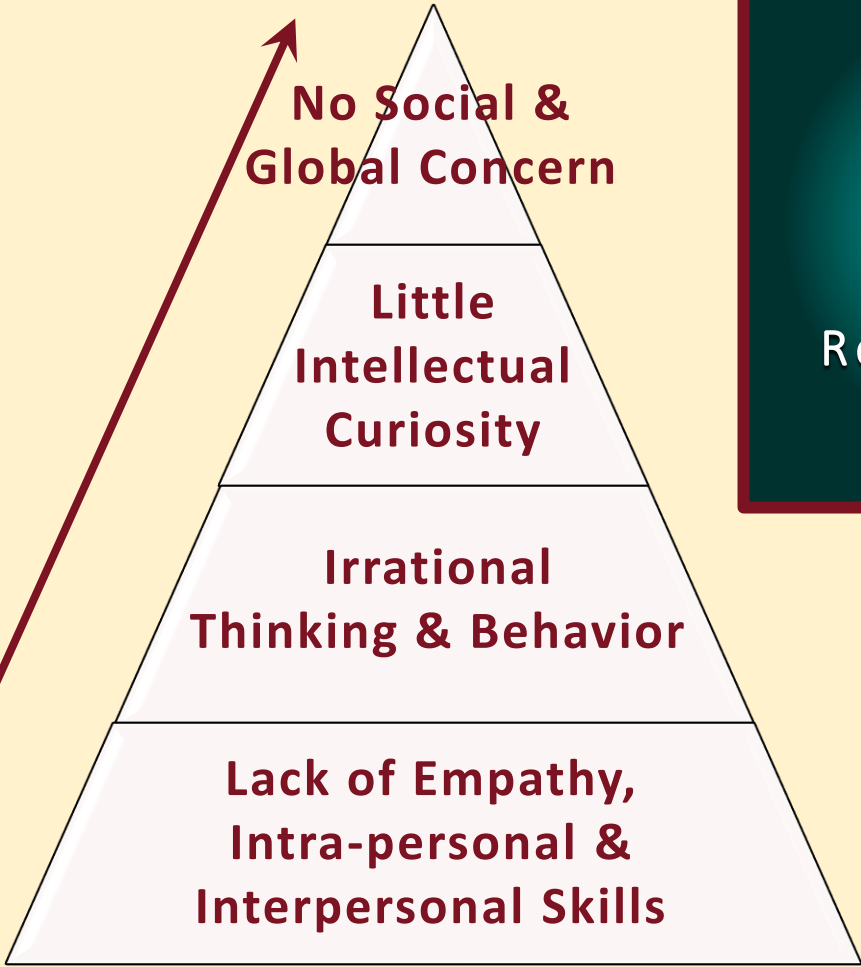 No Social &
Global Concern
Little
Intellectual
Curiosity
Irrational
Thinking & Behavior
Lack of Empathy,
Intra-personal &
Interpersonal Skills